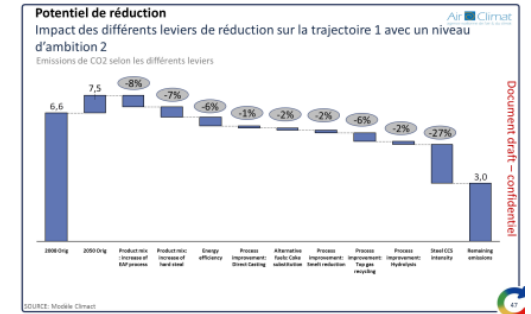 Potentiel de réduction
Impact des différents leviers de réduction sur la trajectoire 1 avec un niveau
d'ambition 2
Air Climat
Emissions de CO2 selon les différents leviers
6,6
7,5
-8%
-7%
-6%
-1%
-2%
-2%
-6%
-2%
-27%
3,0
Document draft – confidentiel
2008 Orig
2050 Orig
Product mix
: Increase of
EAF process
Product mix:
Increase of
hard steel
Energy
efficiency
Process
improvement:
Direct Casting
Alternative
fuels: Coke
substitution
Process
improvement:
Smelt reduction
Process
improvement:
Top gas
recycling
Process
improvement:
Hydrolysis
Steel CCS
intensity
Remaining
emissions
SOURCE: Modèle Climact
47